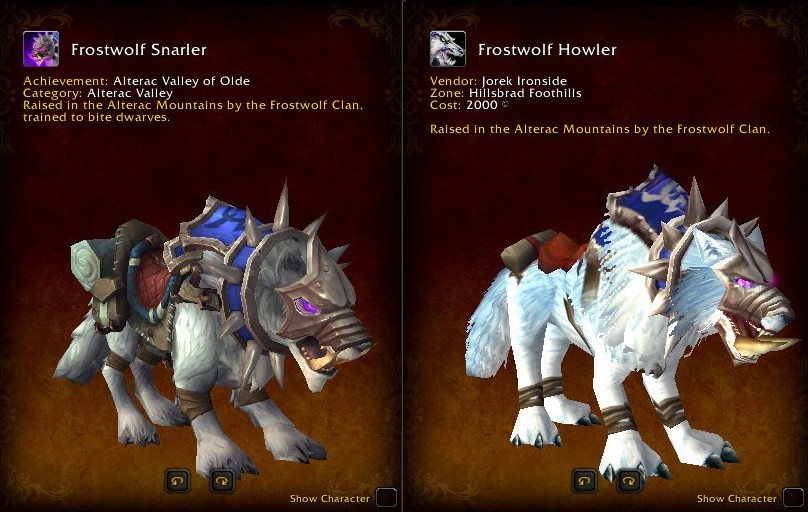 Frostwolf Snarler
Achievement: Alterac Valley of Olde
Category: Alterac Valley
Raised in the Alterac Mountains by the Frostwolf Clan,
trained to bite dwarves.
Show Character
Frostwolf Howler
Vendor: Jorek Ironside
Zone: Hillsbrad Foothills
Cost: 2000
Raised in the Alterac Mountains by the Frostwolf Clan.
Show Character